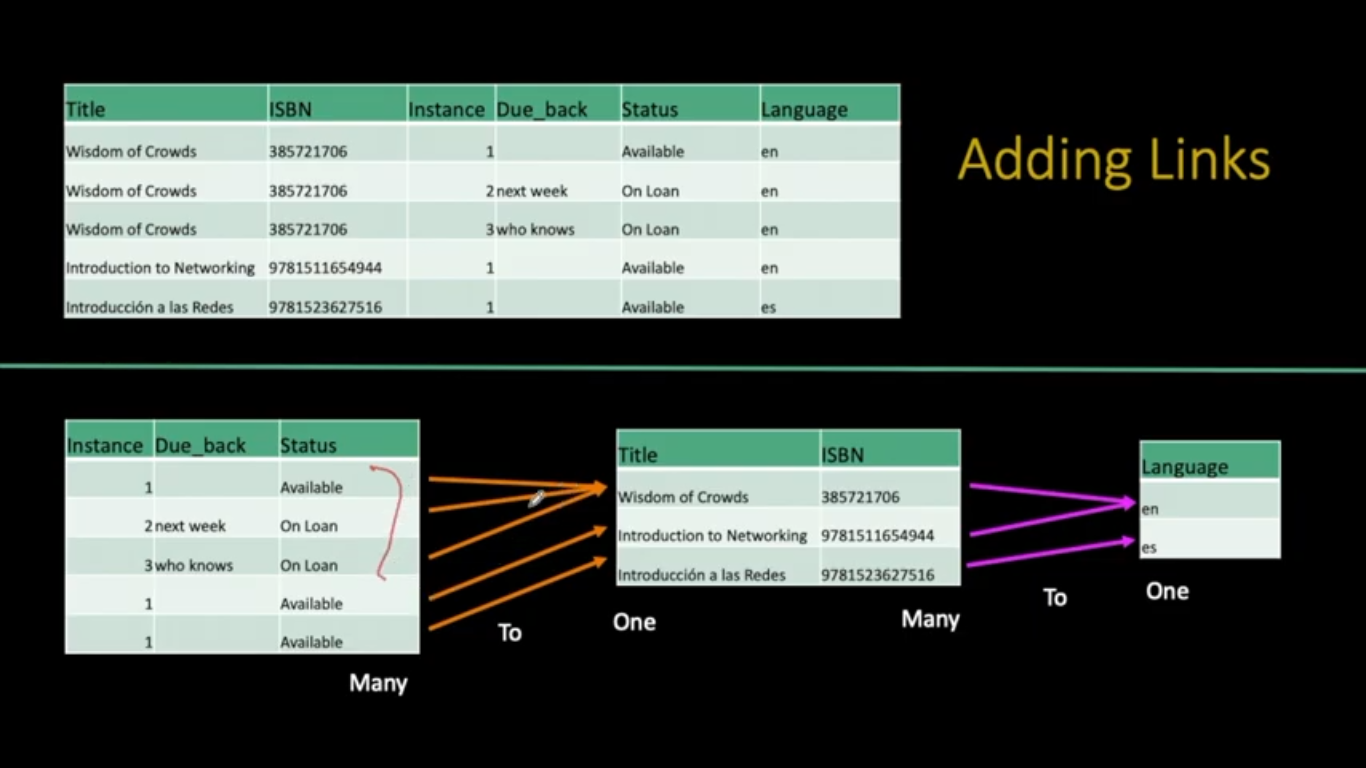 Title ISBN Instance Due_back Status Language
Wisdom of Crowds 385721706 1 Available en
Wisdom of Crowds 385721706 2 next week On Loan en
Wisdom of Crowds 385721706 3 who knows On Loan en
Introduction to Networking 9781511654944 1 Available en
Introducción a las Redes 9781523627516 1 Available es
Adding Links
Instance Due_back Status
1 Available
2 next week On Loan
3 who knows On Loan
1 Available
1 Available
Many
To
Title ISBN
Wisdom of Crowds 385721706
Introduction to Networking 9781511654944
Introducción a las Redes 9781523627516
One
Many
To
Language
en
es
One